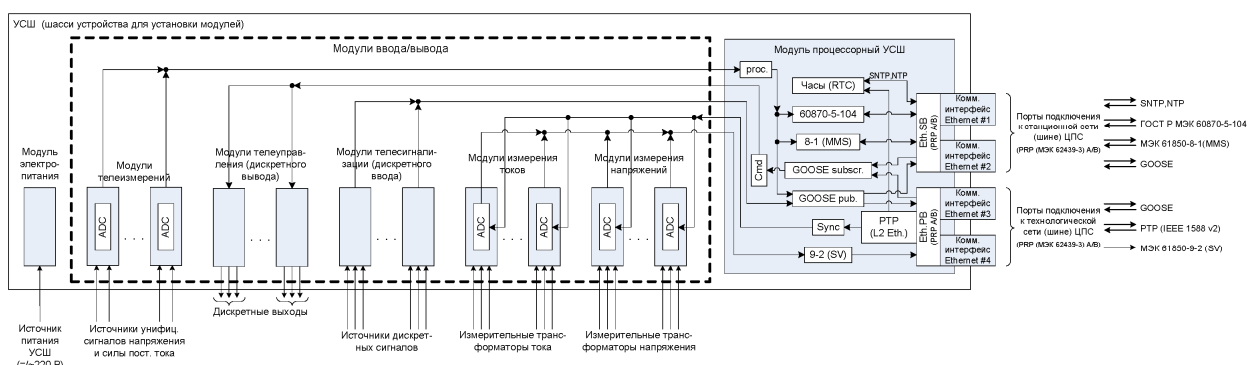 УСШ (шасси устройства для установки модулей)
Модули ввода/вывода
Модуль процессорный УСШ
proc.
Часы (RTC)
SNTP,NTP
60870-5-104
8-1 (MMS)
GOOSE subscr.
GOOSE pub.
PTP
(L2 Eth.)
Sync
9-2 (SV)
Cmd
Eth.SB
(PRP A/B)
Eth.PB
(PRP A/B)
Комм.
интерфейс
Ethernet #1
Комм.
интерфейс
Ethernet #2
Комм.
интерфейс
Ethernet #3
Комм.
интерфейс
Ethernet #4
Порты подключения
к станционной сети
(шине) ЦПС
(PRP (МЭК 62439-3) A/B)
SNTP,NTP
ГОСТ Р МЭК 60870-5-104
МЭК 61850-8-1(MMS)
GOOSE
Порты подключения
к технологической
сети (шине) ЦПС
(PRP (МЭК 62439-3) A/B)
GOOSE
PTP (IEEE 1588 v2)
МЭК 61850-9-2 (SV)
Модуль
электро-
питания
Модули
телеизмерений
Модули телеуправ-
ления (дискретного
вывода)
Модули телесигнали-
зации (дискретного
ввода)
Модули измерения
токов
Модули измерения
напряжений
ADC
. . .
ADC
. . .
. . .
ADC
. . .
ADC
ADC
. . .
ADC
Дискретные выходы
Источник
питания
УСШ
(=/~220 В)
Источники унифиц.
сигналов напряжения
и силы пост. тока
Источники дискрет-
ных сигналов
Измерительные транс-
форматоры тока
Измерительные транс-
форматоры напряжения